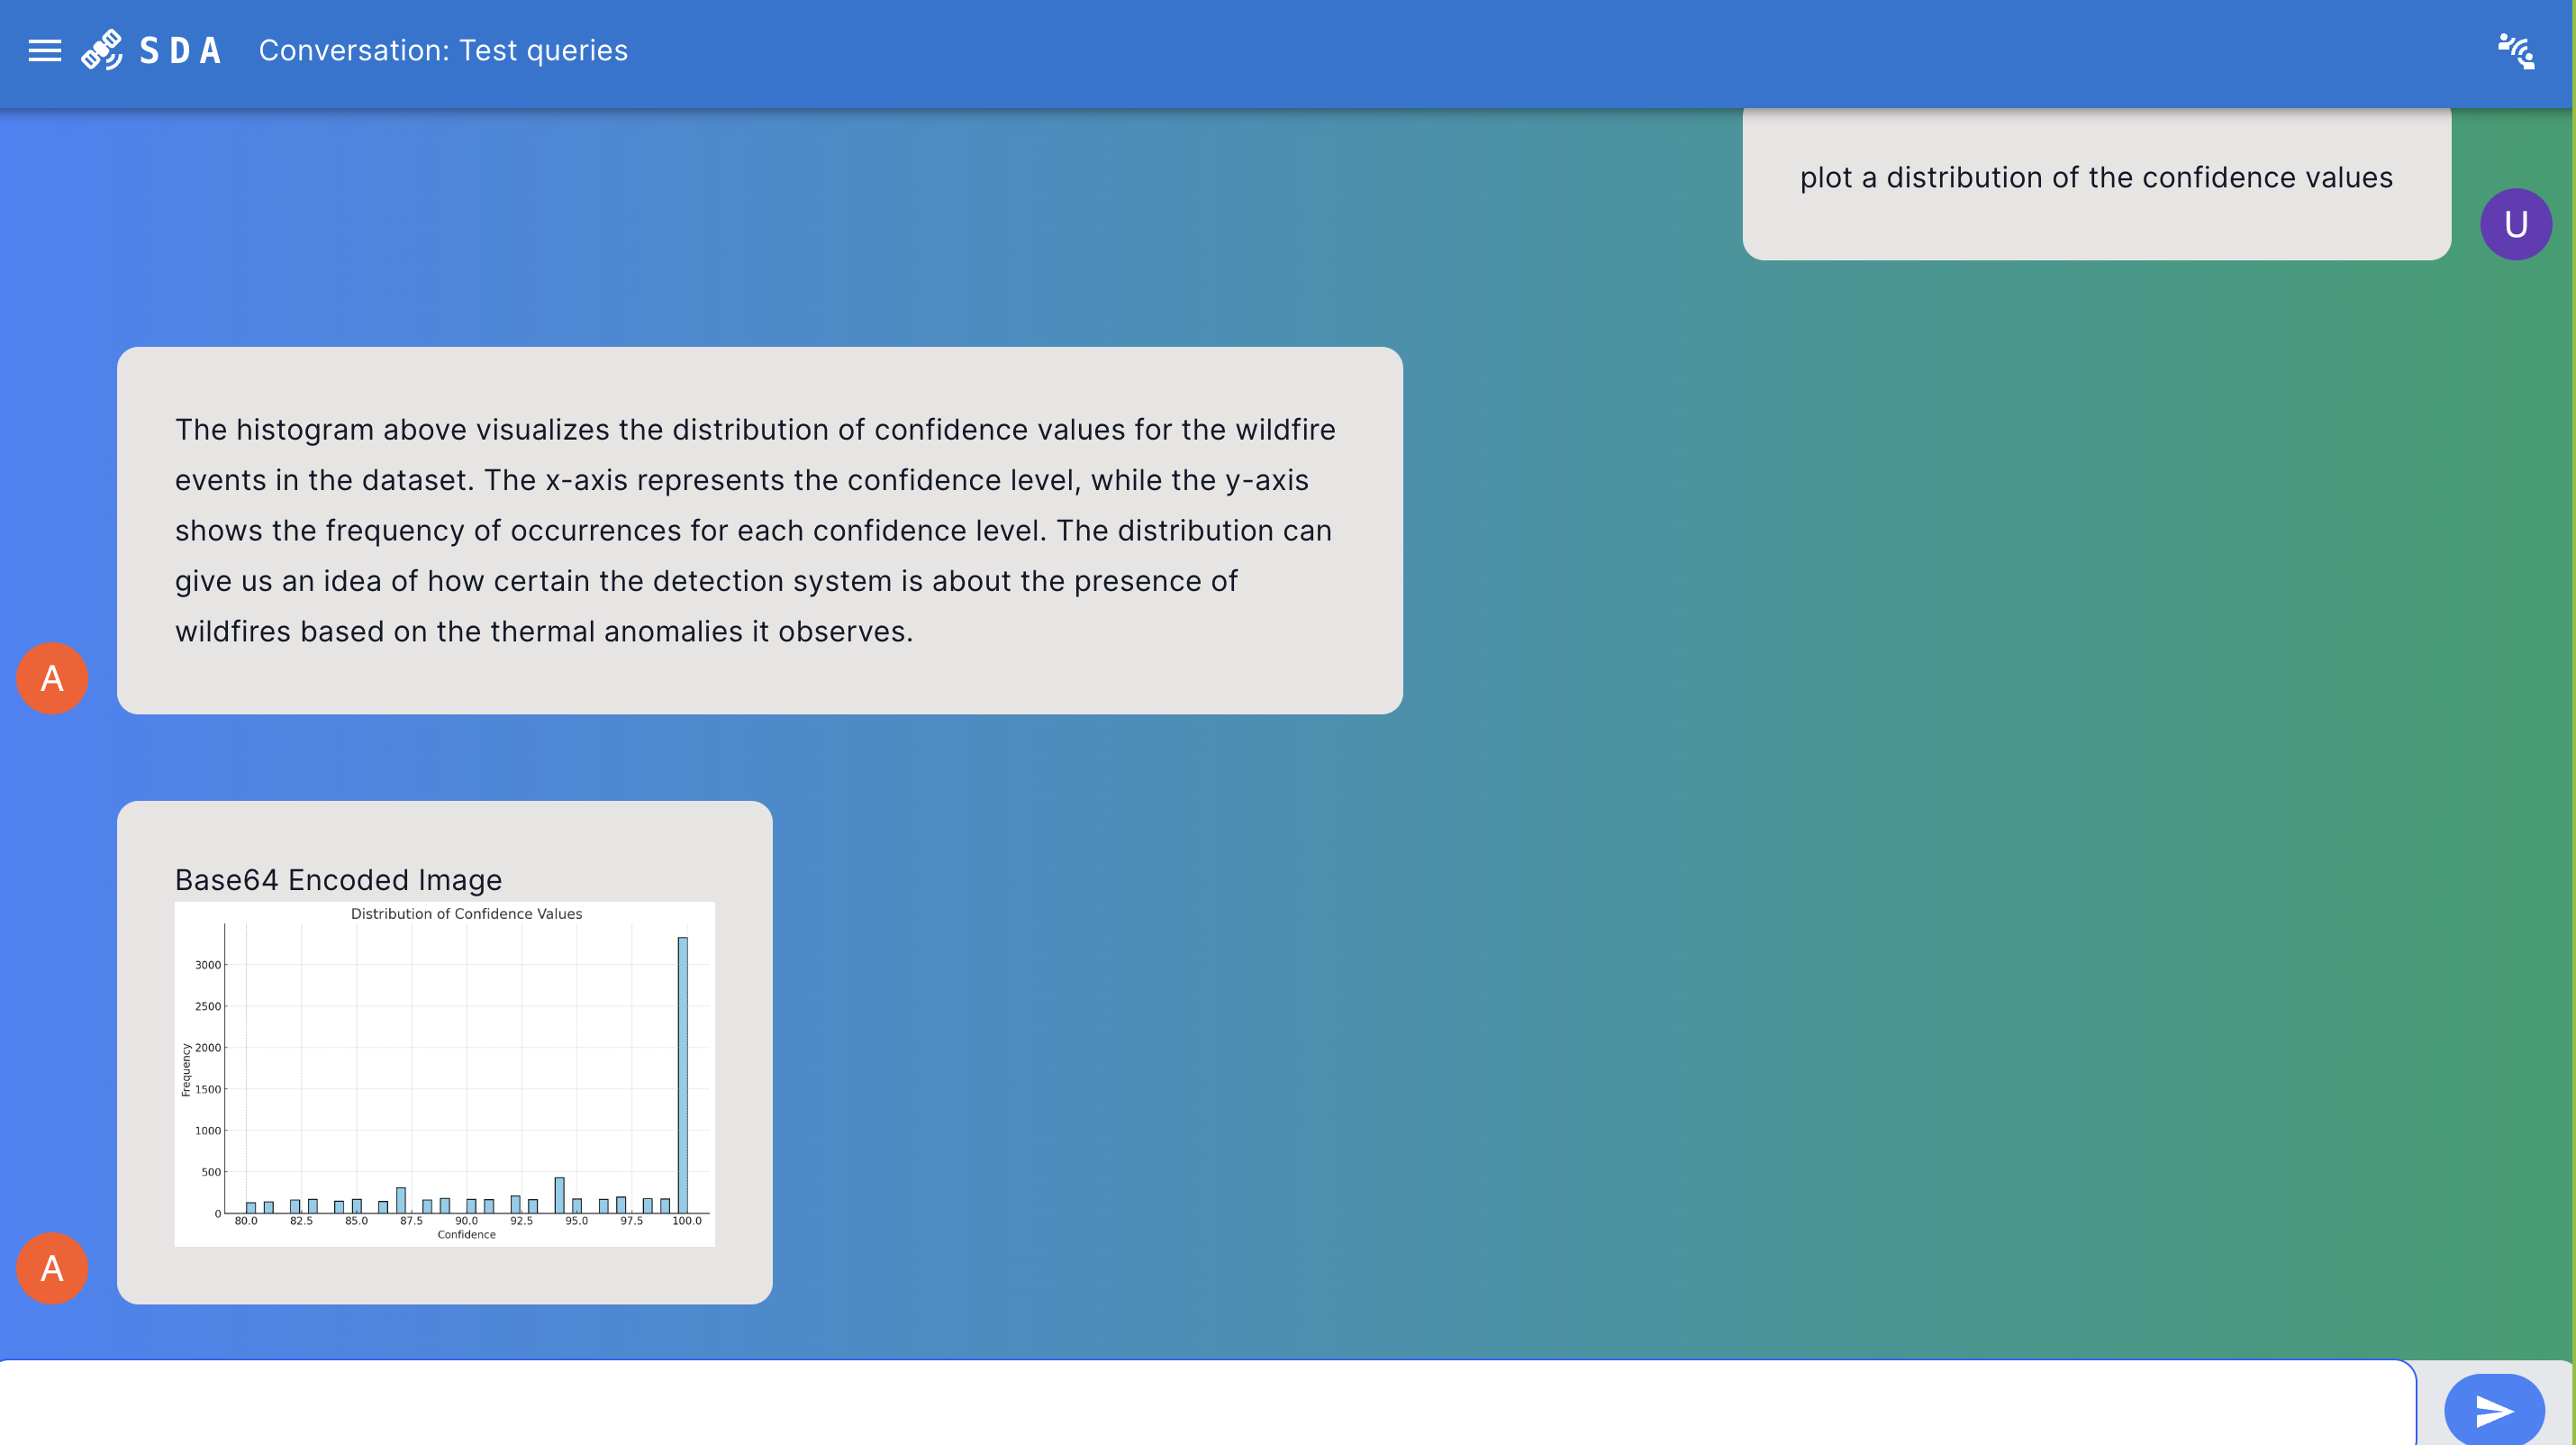 SDA
Conversation: Test queries
plot a distribution of the confidence values
U
The histogram above visualizes the distribution of confidence values for the wildfire
events in the dataset. The x-axis represents the confidence level, while the y-axis
shows the frequency of occurrences for each confidence level. The distribution can
give us an idea of how certain the detection system is about the presence of
wildfires based on the thermal anomalies it observes.
A
Base64 Encoded Image
Distribution of Confidence Values
3000
2500
2000
1500
1000
500
0
Frequency
80.0 82.5 85.0 87.5 90.0 92.5 95.0 97.5 100.0
Confidence
A